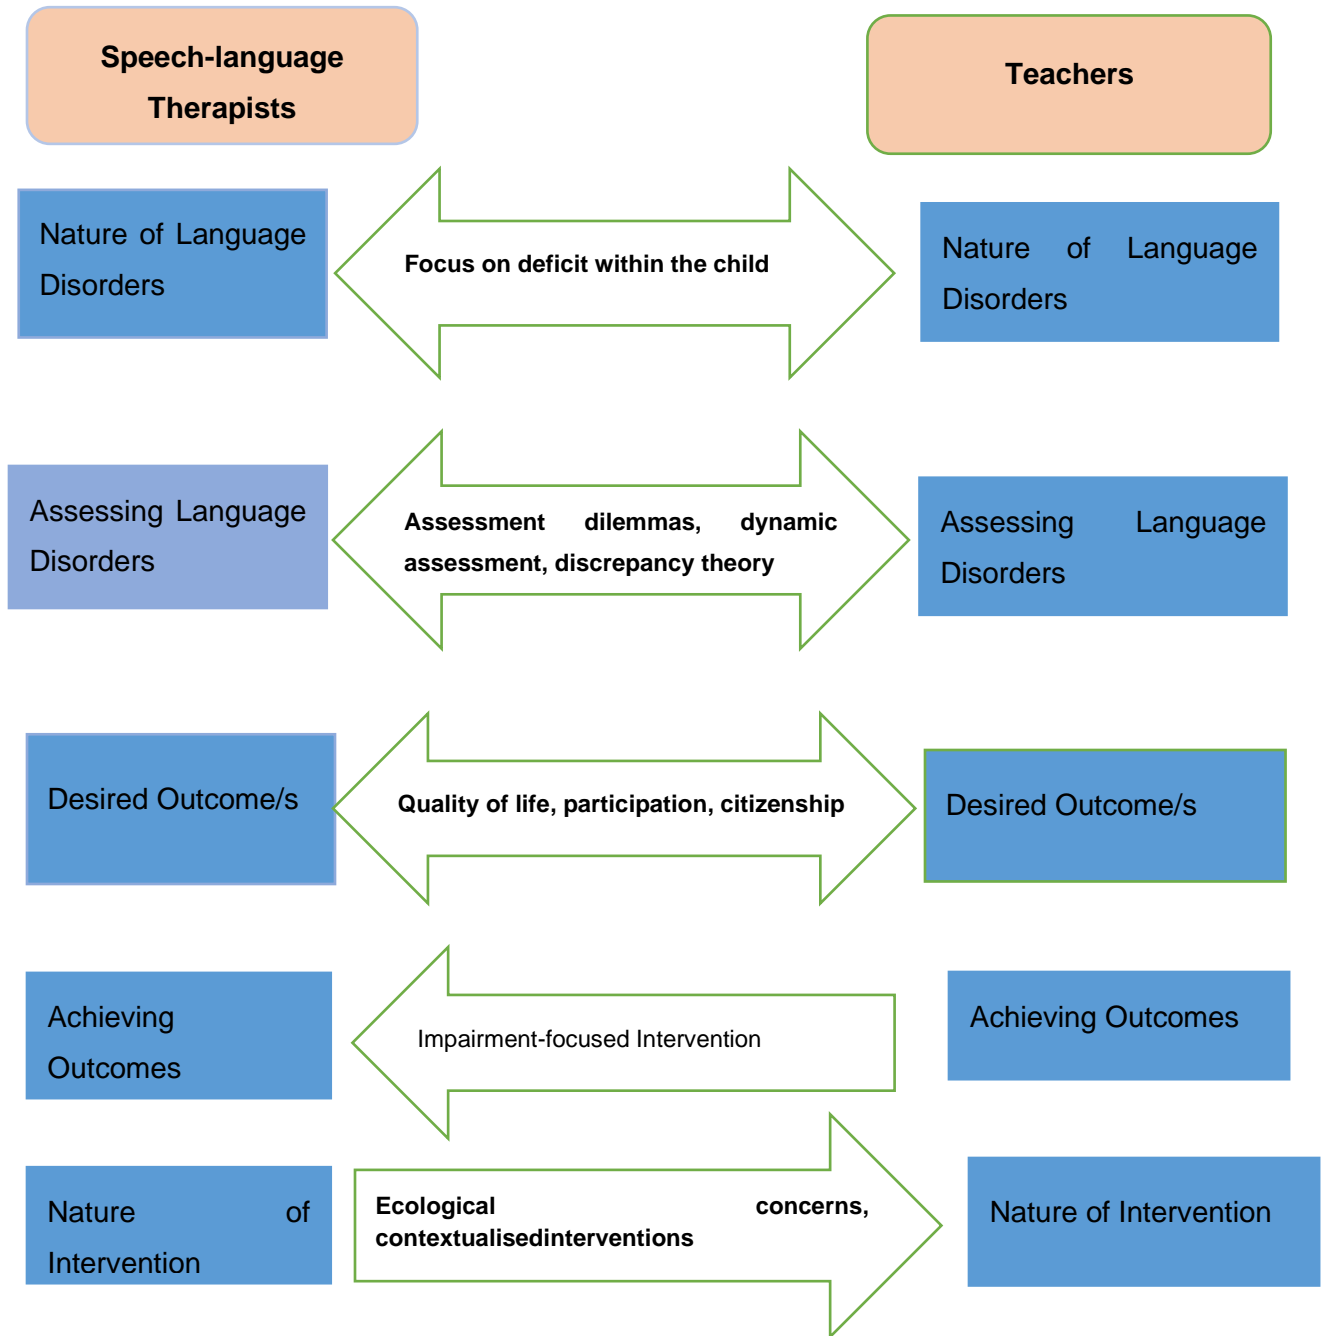 Speech-language
Therapists
Teachers
Nature of Language
Disorders
Focus on deficit within the child
Nature of Language
Disorders
Assessing Language
Disorders
Assessment dilemmas, dynamic
assessment, discrepancy theory
Assessing Language
Disorders
Desired Outcome/s
Quality of life, participation, citizenship
Desired Outcome/s
Achieving
Outcomes
Impairment-focused Intervention
Achieving Outcomes
Nature of
Intervention
Ecological concerns,
contextualisedinterventions
Nature of Intervention